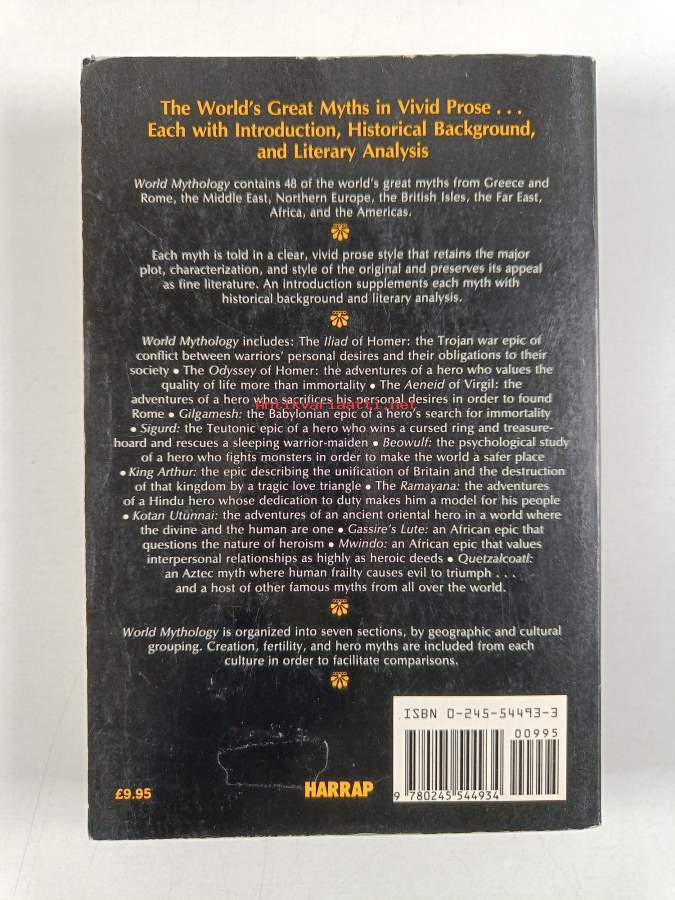 The World's Great Myths in Vivid Prose . . .
Each with Introduction, Historical Background,
and Literary Analysis
World Mythology contains 48 of the world's great myths from Greece and
Rome, the Middle East, Northern Europe, the British Isles, the Far East,
Africa, and the Americas.
Each myth is told in a clear, vivid prose style that retains the major
plot, characterization, and style of the original and preserves its appeal
as fine literature. An introduction supplements each myth with
historical background and literary analysis.
World Mythology includes: The Iliad of Homer: the Trojan war epic of
conflict between warriors' personal desires and their obligations to their
society • The Odyssey of Homer: the adventures of a hero who values the
quality of life more than immortality • The Aeneid of Virgil: the
adventures of a hero who sacrifices his personal desires in order to found
antikvariaatti.net
Rome • Gilgamesh: the Babylonian epic of a hero's search for immortality
• Sigurd: the Teutonic epic of a hero who wins a cursed ring and treasure-
hoard and rescues a sleeping warrior-maiden • Beowulf: the psychological study
of a hero who fights monsters in order to make the world a safer place
• King Arthur: the epic describing the unification of Britain and the destruction
of that kingdom by a tragic love triangle • The Ramayana: the adventures
of a Hindu hero whose dedication to duty makes him a model for his people
• Kotan Utunnai: the adventures of an ancient oriental hero in a world where
the divine and the human are one • Gassire's Lute: an African epic that
questions the nature of heroism • Mwindo: an African epic that values
interpersonal relationships as highly as heroic deeds • Quetzalcoatl:
an Aztec myth where human frailty causes evil to triumph . . .
and a host of other famous myths from all over the world.
World Mythology is organized into seven sections, by geographic and cultural
grouping. Creation, fertility, and hero myths are included from each
culture in order to facilitate comparisons.
ISBN 0-245-54493-3
00995
£9.95
HARRAP
9 780245 544934